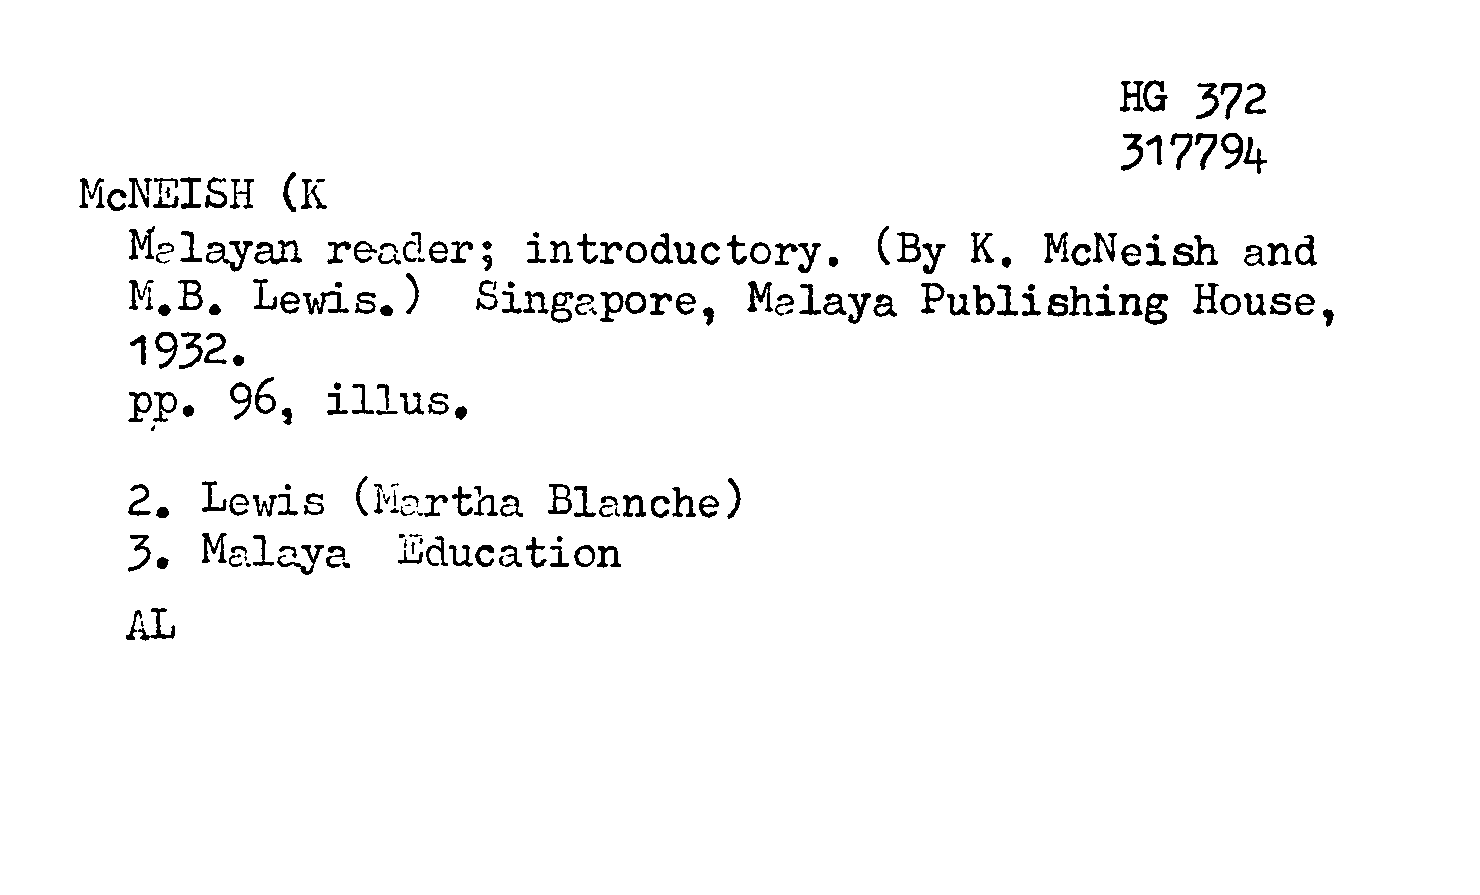 HG 372
317794
McNEISH (K
Malayan reader; introductory. (By K. McNeish and
M.B. Lewis.) Singapore, Malaya Publishing House,
1932.
pp. 96, illus.
2. Lewis (Martha Blanche)
3. Malaya Education
AL